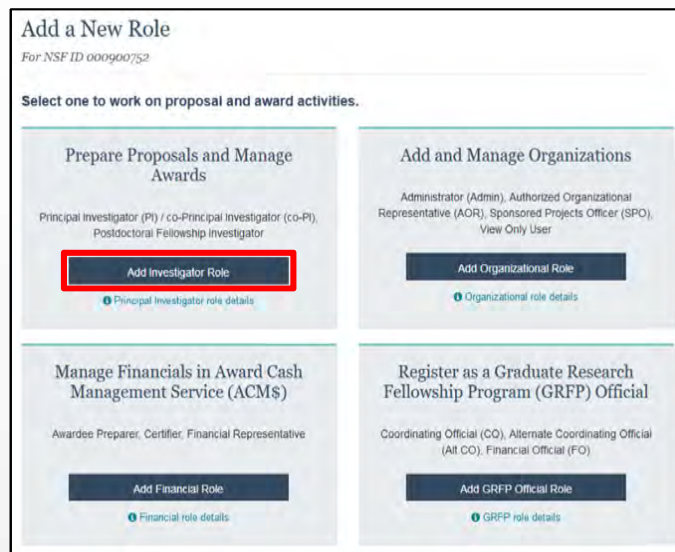 Add a New Role
For NSF ID 000900752
Select one to work on proposal and award activities.
Prepare Proposals and Manage
Awards
Principal Investigator (PI) / co-Principal Investigator (co-PI),
Postdoctoral Fellowship Investigator
Add Investigator Role
Principal Investigator role details
Add and Manage Organizations
Administrator (Admin), Authorized Organizational
Representative (AOR), Sponsored Projects Officer (SPO),
View Only User
Add Organizational Role
Organizational role details
Manage Financials in Award Cash
Management Service (ACM$)
Awardee Preparer, Certifier, Financial Representative
Add Financial Role
Financial role details
Register as a Graduate Research
Fellowship Program (GRFP) Official
Coordinating Official (CO), Alternate Coordinating Official
(Alt CO), Financial Official (FO)
Add GRFP Official Role
GRFP role details